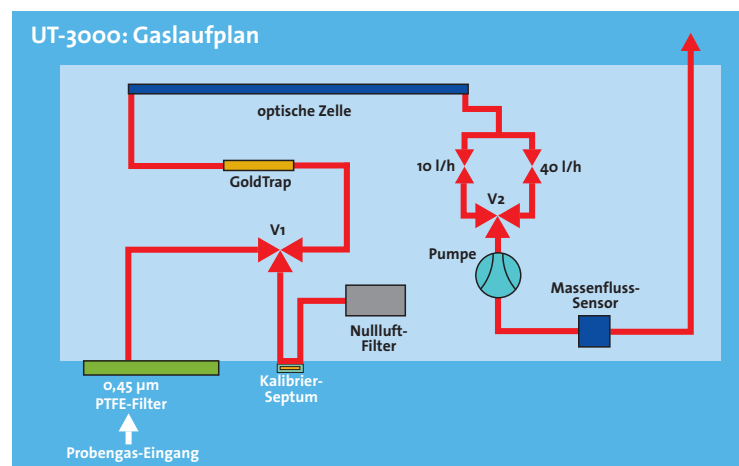 UT-3000: Gaslaufplan
optische Zelle
10 l/h
40 l/h
GoldTrap
V2
V1
Pumpe
Massenfluss-
Sensor
Nullluft-
Filter
Kalibrier-
Septum
0,45 µm
PTFE-Filter
Probengas-Eingang